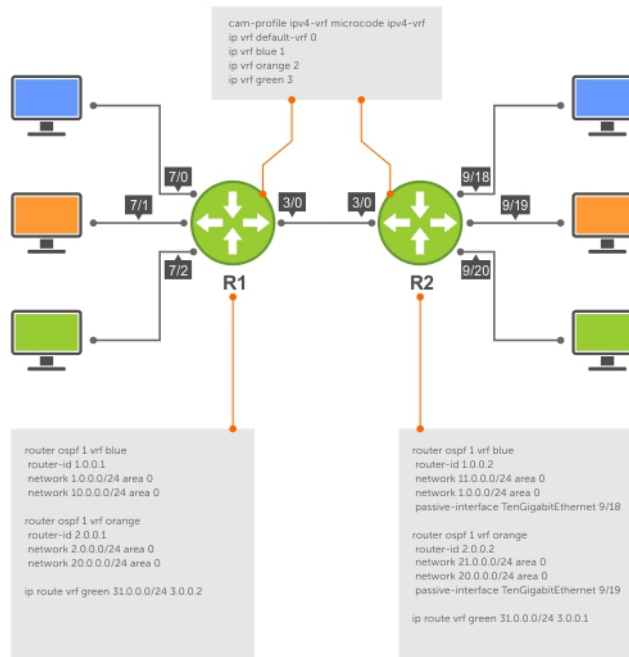 cam-profile ipv4-vrf microcode ipv4-vrf
ip vrf default-vrf 0
ip vrf blue 1
ip vrf orange 2
ip vrf green 3
7/0
9/18
7/1
3/0
3/0
9/19
7/2
9/20
R1
R2
router ospf 1 vrf blue
router-id 1.0.0.1
network 1.0.0.0/24 area 0
network 10.0.0.0/24 area 0
router ospf 1 vrf orange
router-id 2.0.0.1
network 2.0.0.0/24 area 0
network 20.0.0.0/24 area 0
ip route vrf green 31.0.0.0/24 3.0.0.2
router ospf 1 vrf blue
router-id 1.0.0.2
network 11.0.0.0/24 area 0
network 1.0.0.0/24 area 0
passive-interface TenGigabitEthernet 9/18
router ospf 1 vrf orange
router-id 2.0.0.2
network 21.0.0.0/24 area 0
network 20.0.0.0/24 area 0
passive-interface TenGigabitEthernet 9/19
ip route vrf green 31.0.0.0/24 3.0.0.1